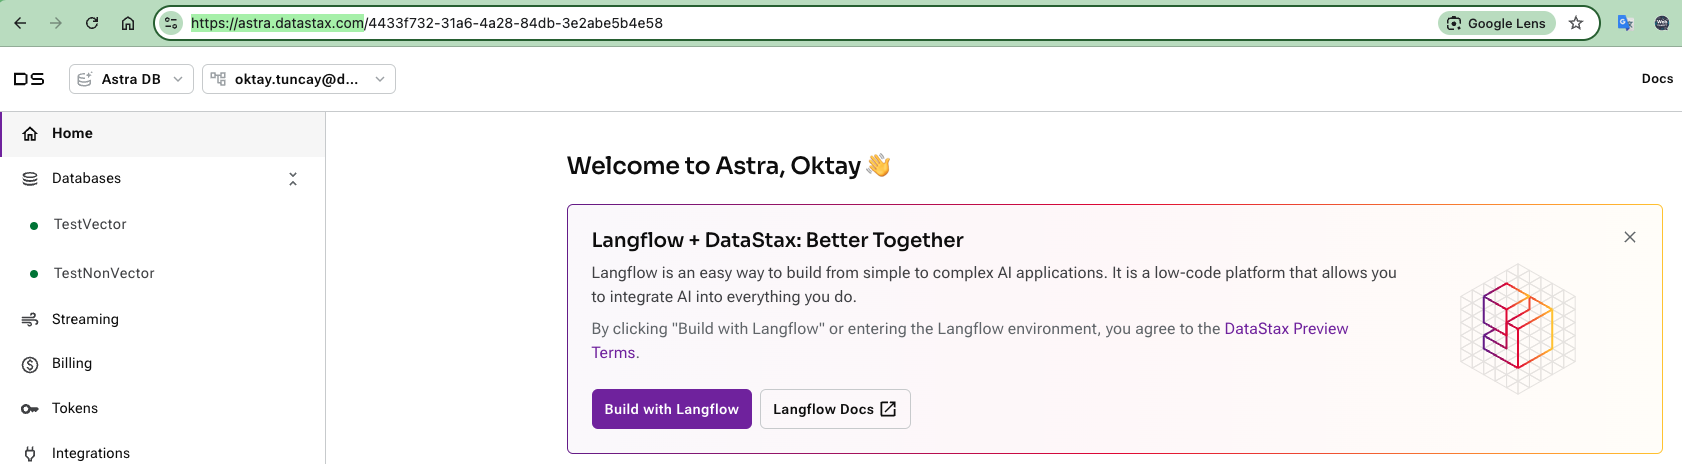 https://astra.datastax.com/4433f732-31a6-4a28-84db-3e2abe5b4e58
Google Lens
DS
Astra DB
oktay.tuncay@d...
Docs
Home
Databases
TestVector
TestNonVector
Streaming
Billing
Tokens
Integrations
Welcome to Astra, Oktay 👋
Langflow + DataStax: Better Together
Langflow is an easy way to build from simple to complex AI applications. It is a low-code platform that allows you
to integrate AI into everything you do.
By clicking "Build with Langflow" or entering the Langflow environment, you agree to the DataStax Preview
Terms.
Build with Langflow
Langflow Docs